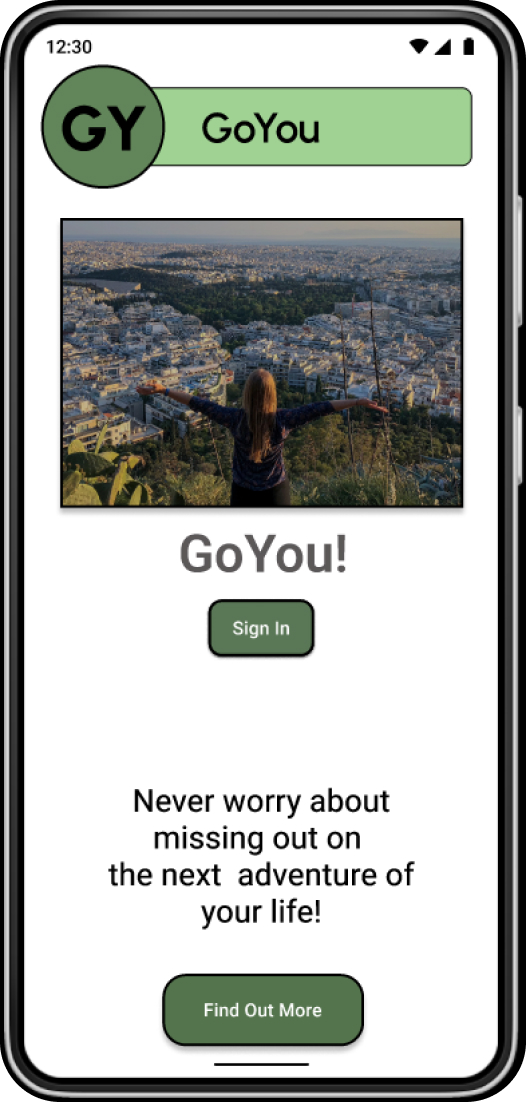 12:30
GY
GoYou
GoYou!
Sign In
Never worry about
missing out on
the next  adventure of
your life!
Find Out More